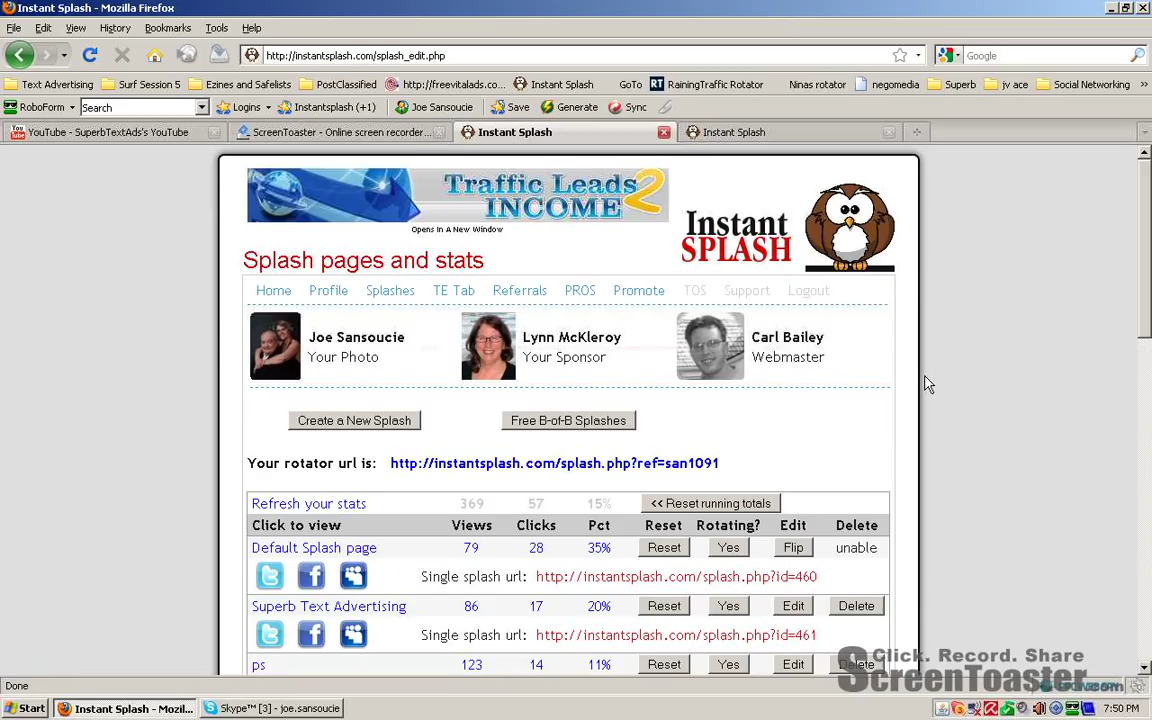 Instant Splash - Mozilla Firefox
File Edit View History Bookmarks Tools Help
http://instantsplash.com/splash_edit.php
Google
Text Advertising Surf Session 5 Ezines and Safelists PostClassified http://freevitalads.co... Instant Splash GoTo RT RainingTraffic Rotator Ninas rotator negomedia Superb jv ace Social Networking »
RoboForm Search Logins Instantsplash (+1) Joe Sansoucie Save Generate Sync
YouTube - SuperbTextAds's YouTube ScreenToaster - Online screen recorder... Instant Splash Instant Splash
Traffic Leads 2
INCOME
Opens In A New Window
Instant
SPLASH
Splash pages and stats
Home Profile Splashes TE Tab Referrals PROS Promote TOS Support Logout
Joe Sansoucie Lynn McKleroy Carl Bailey
Your Photo Your Sponsor Webmaster
Create a New Splash Free B-of-B Splashes
Your rotator url is: http://instantsplash.com/splash.php?ref=san1091
Refresh your stats 369 57 15% << Reset running totals
Click to view Views Clicks Pct Reset Rotating? Edit Delete
Default Splash page 79 28 35% Reset Yes Flip unable
Single splash url: http://instantsplash.com/splash.php?id=460
Superb Text Advertising 86 17 20% Reset Yes Edit Delete
Single splash url: http://instantsplash.com/splash.php?id=461
ps 123 14 11% Reset Yes Edit Delete
Click. Record. Share
ScreenToaster.com
Done
Start Instant Splash - Mozil... Skype™ [3] - joe.sansoucie 7:50 PM